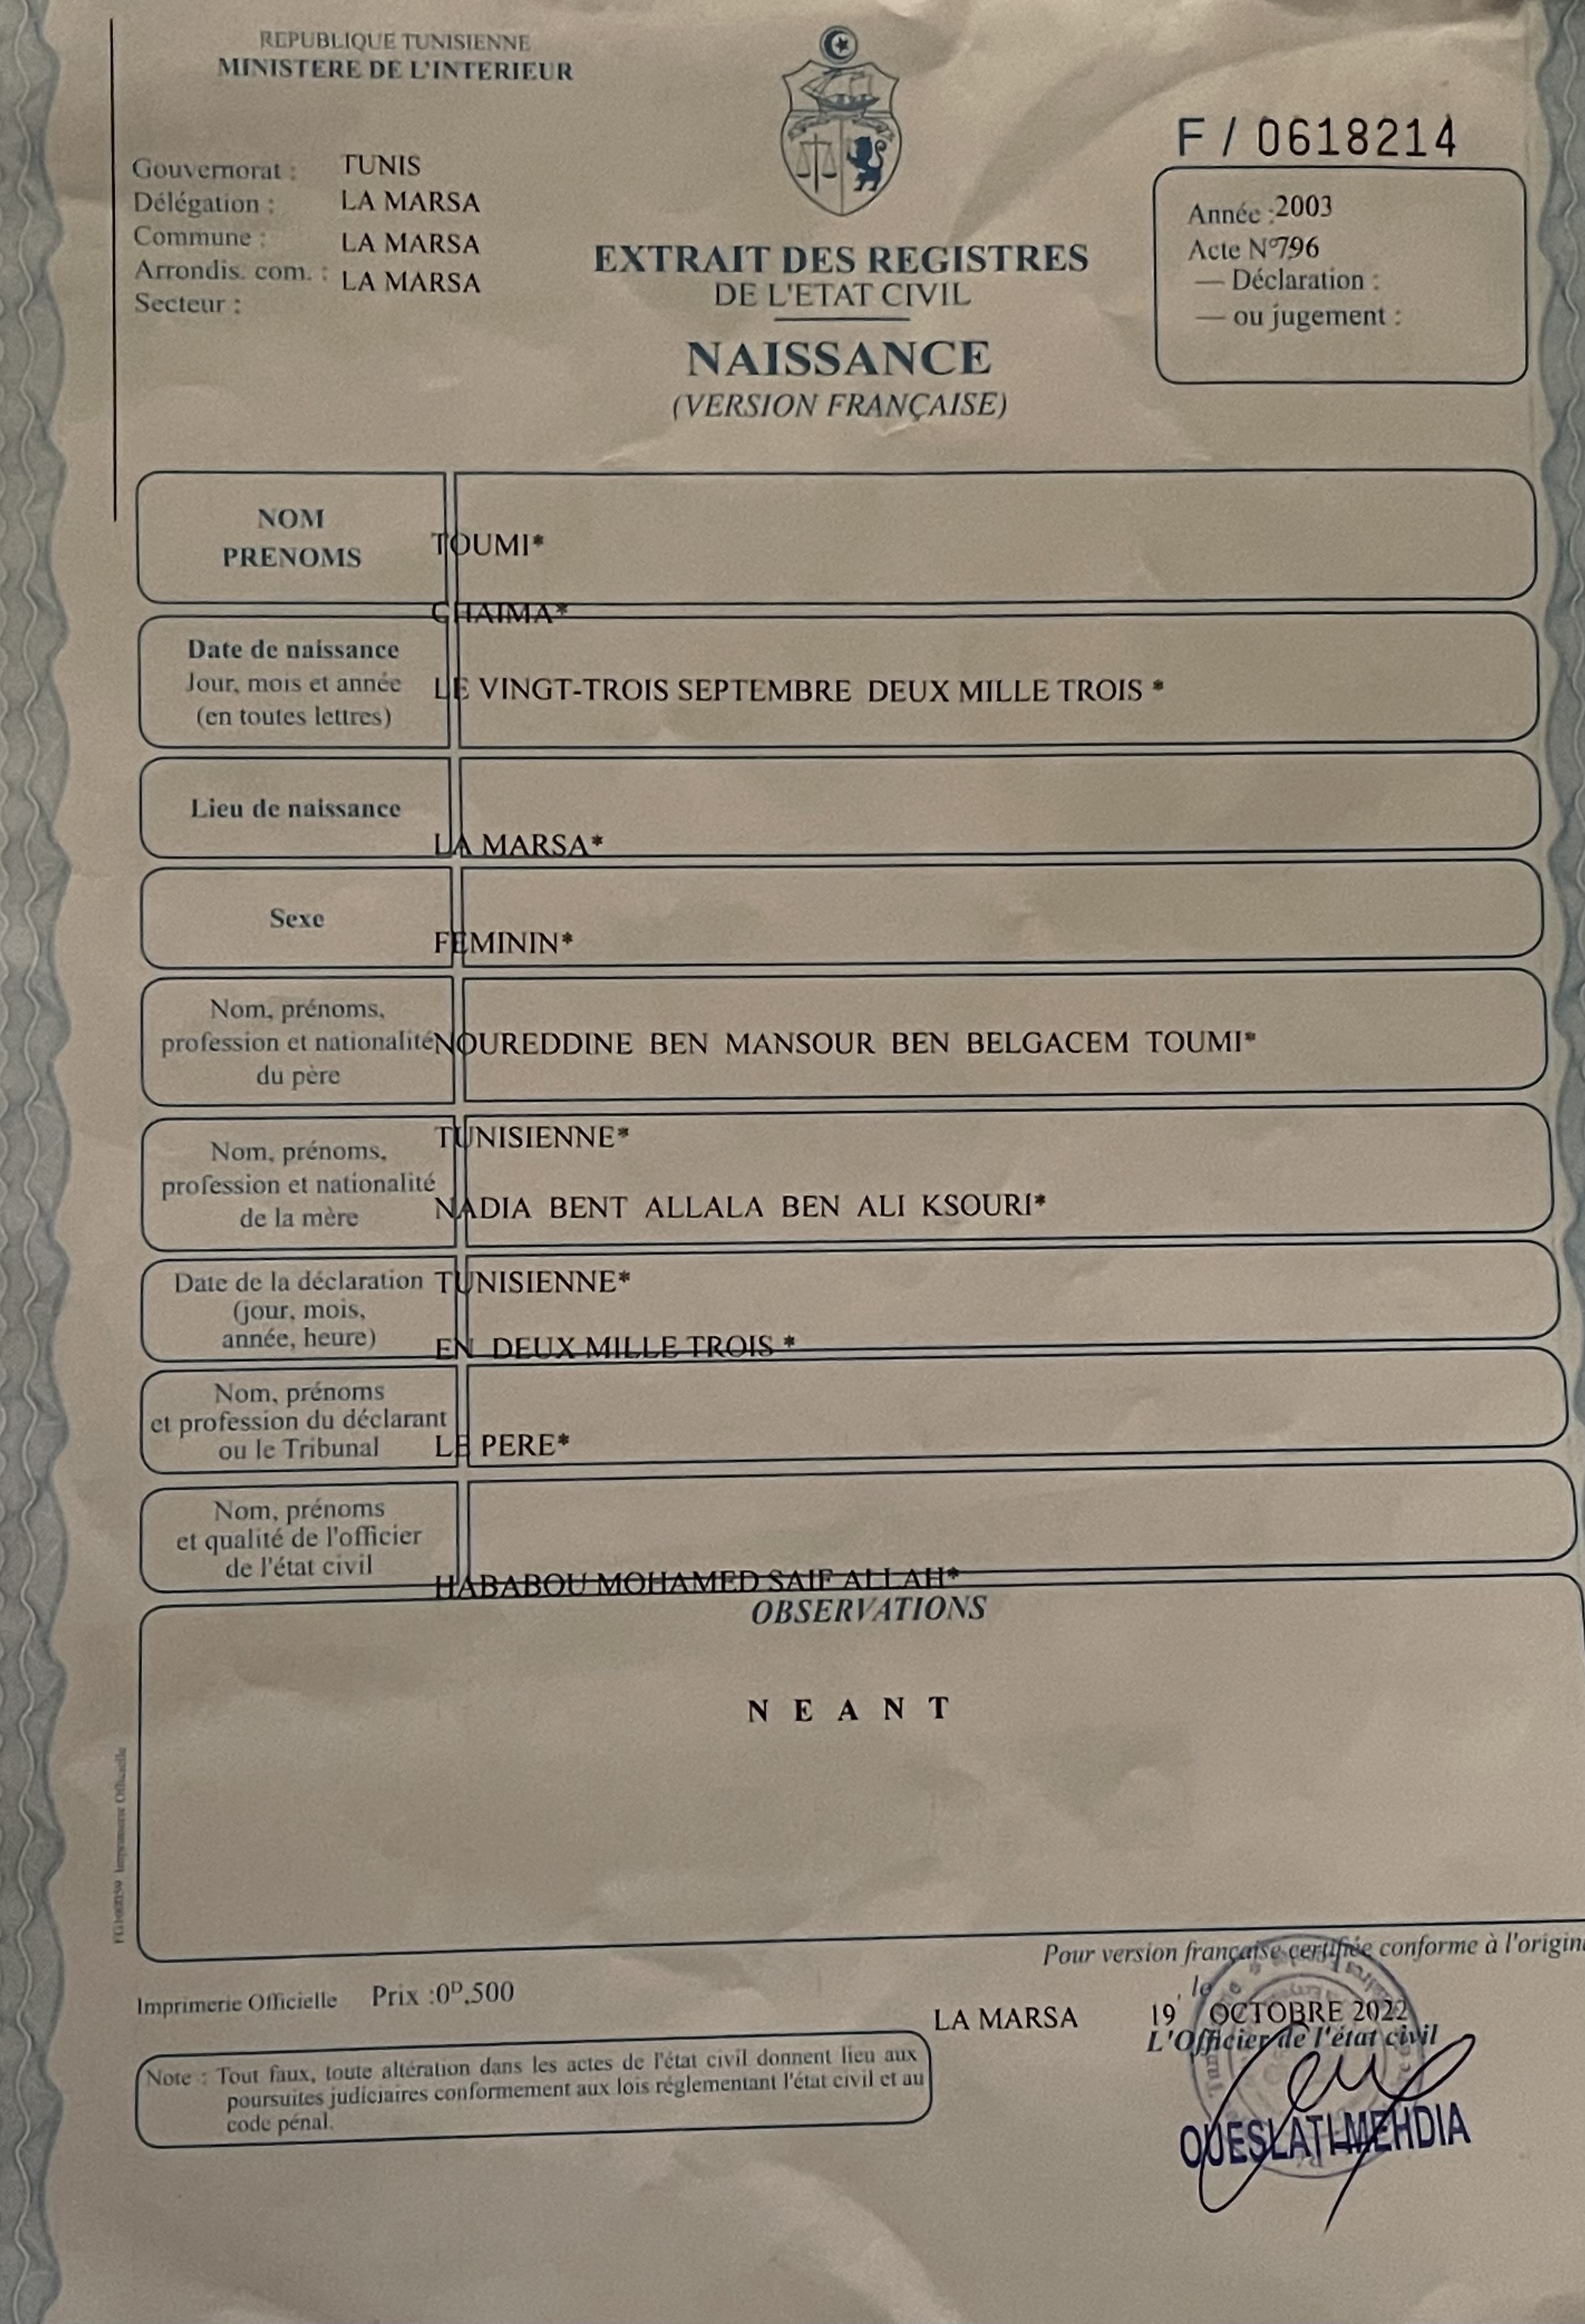 REPUBLIQUE TUNISIENNE
MINISTERE DE L'INTERIEUR
F / 0618214
Gouvernorat : TUNIS
Délégation : LA MARSA
Commune : LA MARSA
Arrondis. com. : LA MARSA
Secteur :
Année : 2003
Acte N° 796
— Déclaration :
— ou jugement :
EXTRAIT DES REGISTRES
DE L'ETAT CIVIL
NAISSANCE
(VERSION FRANÇAISE)
NOM
PRENOMS
TOUMI*
CHAIMA*
Date de naissance
Jour, mois et année
(en toutes lettres)
LE VINGT-TROIS SEPTEMBRE DEUX MILLE TROIS *
Lieu de naissance
LA MARSA*
Sexe
FEMININ*
Nom, prénoms,
profession et nationalité
du père
NOUREDDINE BEN MANSOUR BEN BELGACEM TOUMI*
TUNISIENNE*
Nom, prénoms,
profession et nationalité
de la mère
NADIA BENT ALLALA BEN ALI KSOURI*
TUNISIENNE*
Date de la déclaration
(jour, mois,
année, heure)
EN DEUX MILLE TROIS *
Nom, prénoms
et profession du déclarant
ou le Tribunal
LE PERE*
Nom, prénoms
et qualité de l'officier
de l'état civil
HABABOU MOHAMED SAIF ALLAH*
OBSERVATIONS
N E A N T
Imprimerie Officielle
Pour version française certifiée conforme à l'origin
Imprimerie Officielle Prix :0ᴰ,500
, le
LA MARSA 19 OCTOBRE 2022
L'Officier de l'état civil
Note : Tout faux, toute altération dans les actes de l'état civil donnent lieu aux
poursuites judiciaires conformement aux lois réglementant l'état civil et au
code pénal.
OUESLATI MEHDIA